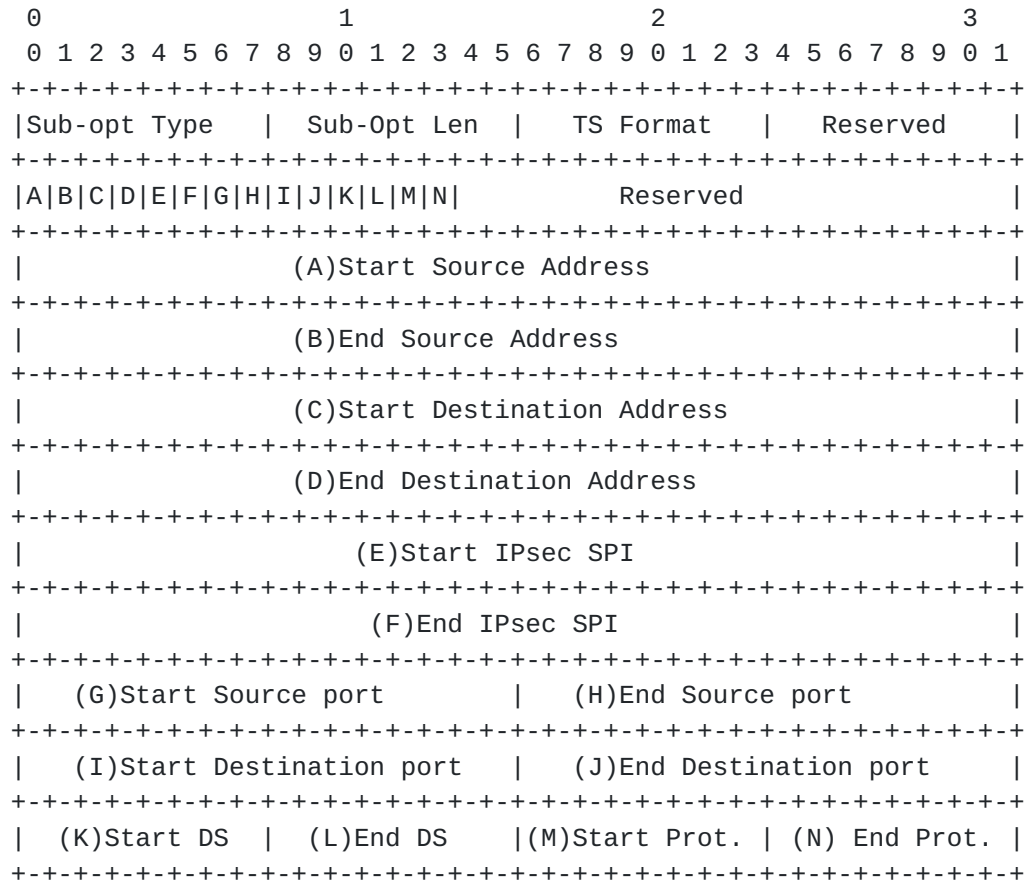 0                   1                   2                   3
 0 1 2 3 4 5 6 7 8 9 0 1 2 3 4 5 6 7 8 9 0 1 2 3 4 5 6 7 8 9 0 1
+-+-+-+-+-+-+-+-+-+-+-+-+-+-+-+-+-+-+-+-+-+-+-+-+-+-+-+-+-+-+-+-+
|Sub-opt Type   |  Sub-Opt Len  |   TS Format   |   Reserved    |
+-+-+-+-+-+-+-+-+-+-+-+-+-+-+-+-+-+-+-+-+-+-+-+-+-+-+-+-+-+-+-+-+
|A|B|C|D|E|F|G|H|I|J|K|L|M|N|          Reserved                 |
+-+-+-+-+-+-+-+-+-+-+-+-+-+-+-+-+-+-+-+-+-+-+-+-+-+-+-+-+-+-+-+-+
|                 (A)Start Source Address                       |
+-+-+-+-+-+-+-+-+-+-+-+-+-+-+-+-+-+-+-+-+-+-+-+-+-+-+-+-+-+-+-+-+
|                 (B)End Source Address                         |
+-+-+-+-+-+-+-+-+-+-+-+-+-+-+-+-+-+-+-+-+-+-+-+-+-+-+-+-+-+-+-+-+
|                 (C)Start Destination Address                  |
+-+-+-+-+-+-+-+-+-+-+-+-+-+-+-+-+-+-+-+-+-+-+-+-+-+-+-+-+-+-+-+-+
|                 (D)End Destination Address                    |
+-+-+-+-+-+-+-+-+-+-+-+-+-+-+-+-+-+-+-+-+-+-+-+-+-+-+-+-+-+-+-+-+
|                     (E)Start IPsec SPI                        |
+-+-+-+-+-+-+-+-+-+-+-+-+-+-+-+-+-+-+-+-+-+-+-+-+-+-+-+-+-+-+-+-+
|                      (F)End IPsec SPI                         |
+-+-+-+-+-+-+-+-+-+-+-+-+-+-+-+-+-+-+-+-+-+-+-+-+-+-+-+-+-+-+-+-+
|   (G)Start Source port        |   (H)End Source port          |
+-+-+-+-+-+-+-+-+-+-+-+-+-+-+-+-+-+-+-+-+-+-+-+-+-+-+-+-+-+-+-+-+
|   (I)Start Destination port   |   (J)End Destination port     |
+-+-+-+-+-+-+-+-+-+-+-+-+-+-+-+-+-+-+-+-+-+-+-+-+-+-+-+-+-+-+-+-+
|  (K)Start DS  |  (L)End DS    |(M)Start Prot. | (N) End Prot. |
+-+-+-+-+-+-+-+-+-+-+-+-+-+-+-+-+-+-+-+-+-+-+-+-+-+-+-+-+-+-+-+-+